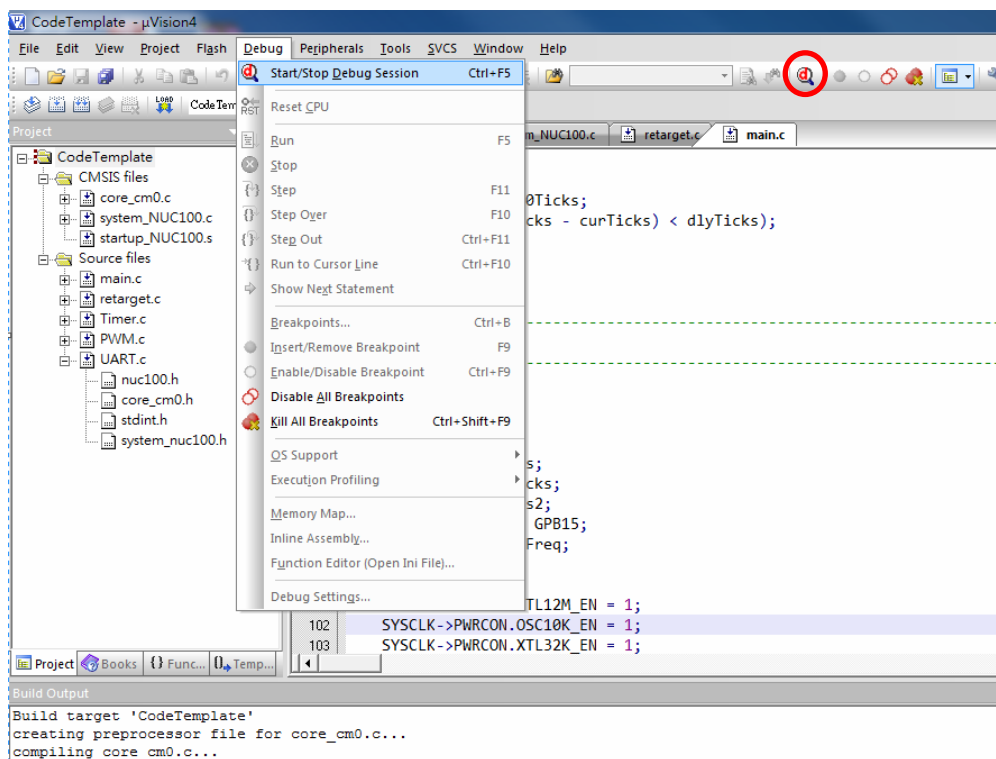 CodeTemplate - µVision4
File Edit View Project Flash Debug Peripherals Tools SVCS Window Help
Start/Stop Debug Session Ctrl+F5
LOAD CodeTem
RST Reset CPU
Project
Run F5
Stop
Step F11
Step Over F10
Step Out Ctrl+F11
Run to Cursor Line Ctrl+F10
Show Next Statement
Breakpoints... Ctrl+B
Insert/Remove Breakpoint F9
Enable/Disable Breakpoint Ctrl+F9
Disable All Breakpoints
Kill All Breakpoints Ctrl+Shift+F9
OS Support
Execution Profiling
Memory Map...
Inline Assembly...
Function Editor (Open Ini File)...
Debug Settings...
CodeTemplate
CMSIS files
core_cm0.c
system_NUC100.c
startup_NUC100.s
Source files
main.c
retarget.c
Timer.c
PWM.c
UART.c
nuc100.h
core_cm0.h
stdint.h
system_nuc100.h
m_NUC100.c retarget.c main.c
0Ticks;
cks - curTicks) < dlyTicks);
s;
cks;
s2;
GPB15;
Freq;
TL12M_EN = 1;
102 SYSCLK->PWRCON.OSC10K_EN = 1;
103 SYSCLK->PWRCON.XTL32K_EN = 1;
Project Books {} Func... Temp...
Build Output
Build target 'CodeTemplate'
creating preprocessor file for core_cm0.c...
compiling core cm0.c...